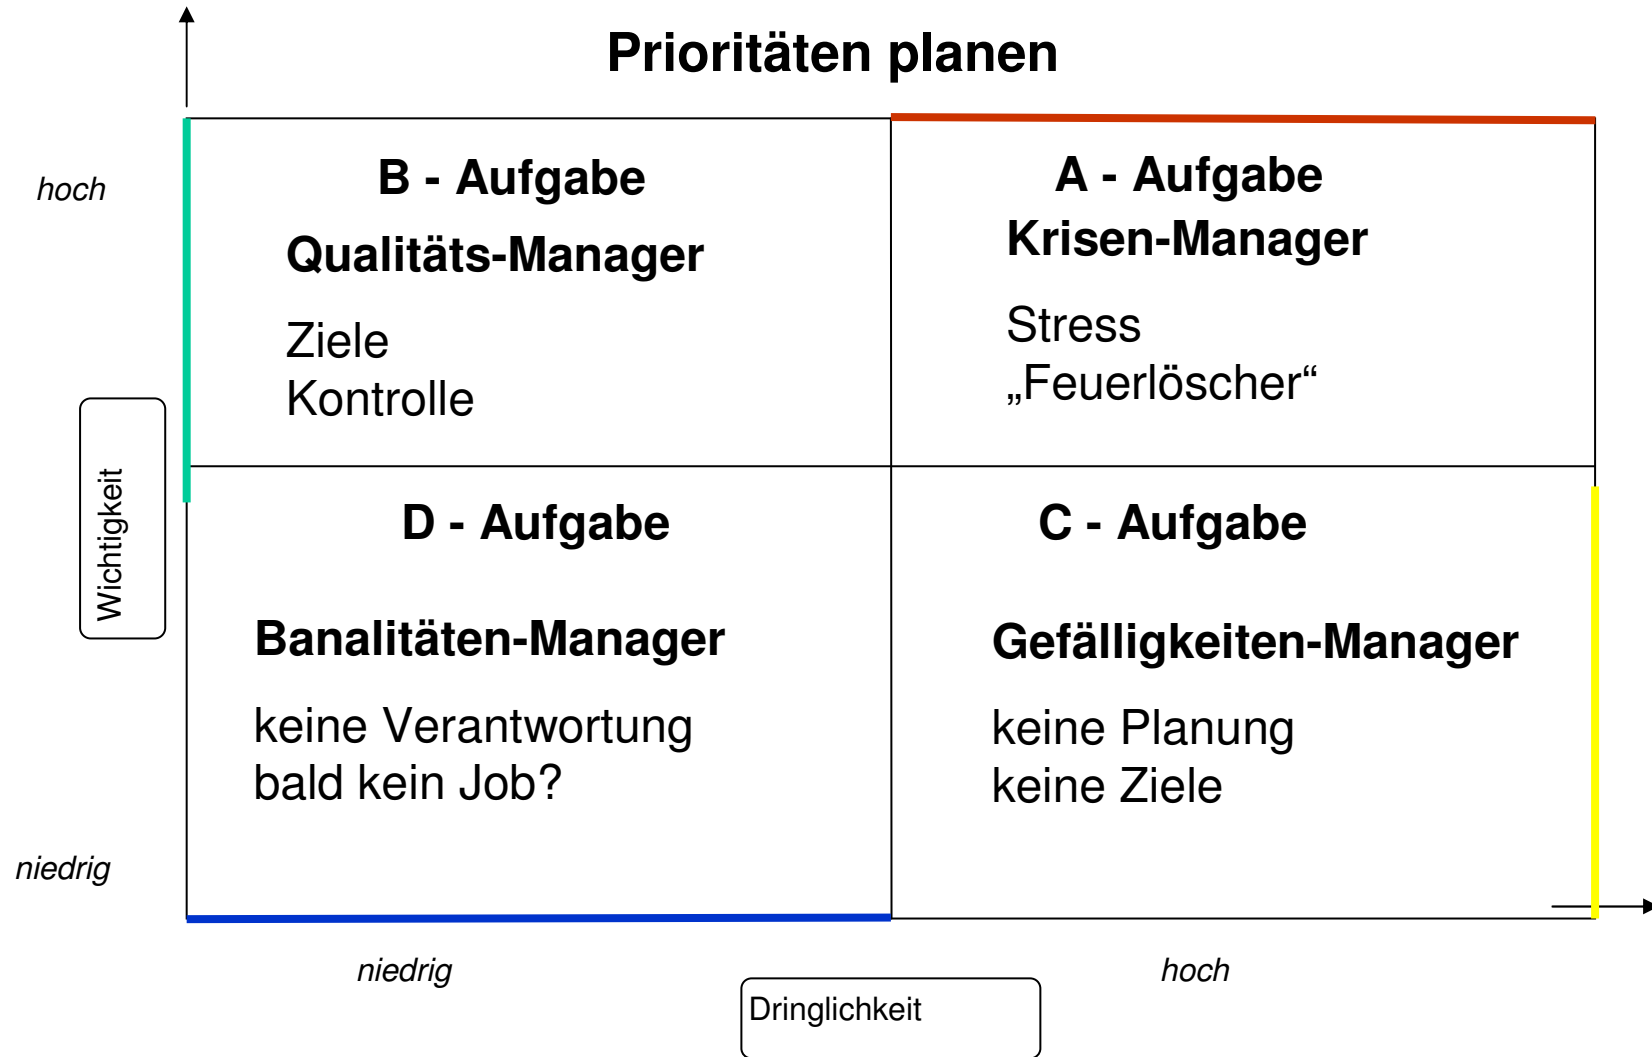 Prioritäten planen
hoch
B - Aufgabe
Qualitäts-Manager
Ziele
Kontrolle
A - Aufgabe
Krisen-Manager
Stress
„Feuerlöscher“
Wichtigkeit
D - Aufgabe
Banalitäten-Manager
keine Verantwortung
bald kein Job?
C - Aufgabe
Gefälligkeiten-Manager
keine Planung
keine Ziele
niedrig
niedrig
hoch
Dringlichkeit